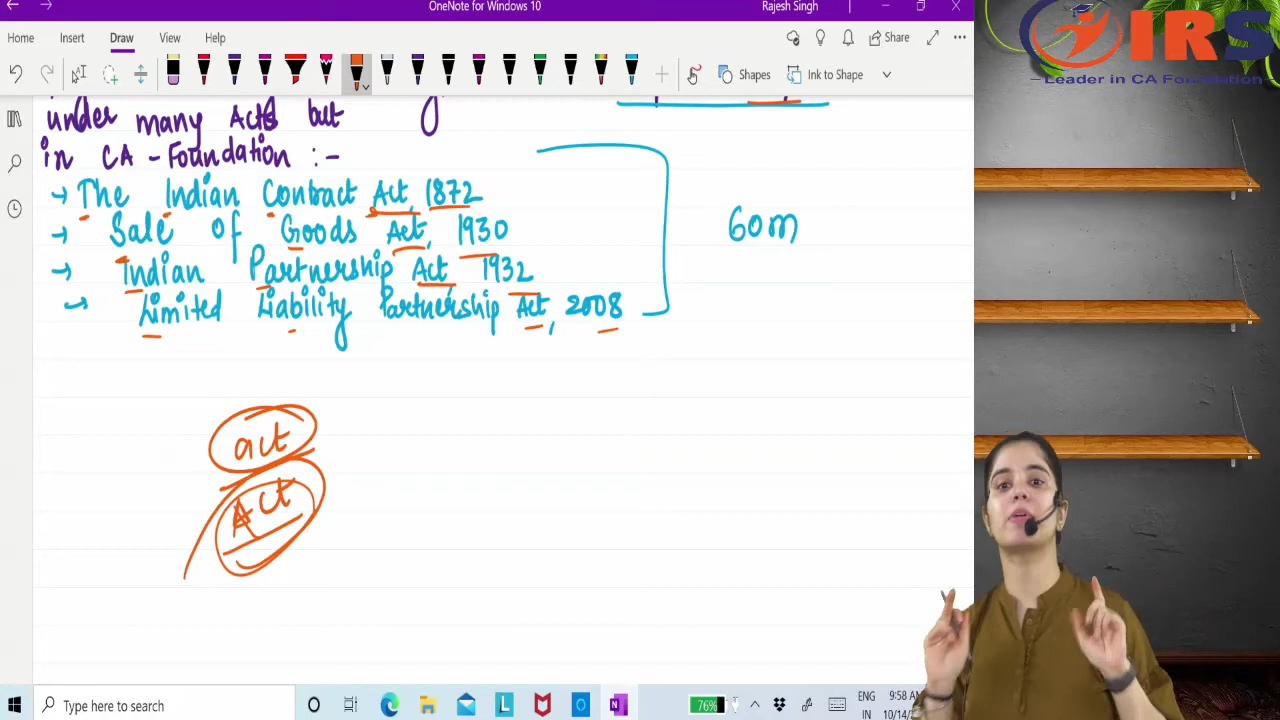 OneNote for Windows 10
Rajesh Singh
Home Insert Draw View Help
Share
Shapes
Ink to Shape
IRS
Leader in CA Foundation
under many Acts but
in CA - Foundation :-
→ The Indian Contract Act, 1872
→ Sale of Goods Act, 1930
→ Indian Partnership Act, 1932
→ Limited Liability Partnership Act, 2008
60m
act
Act
Type here to search
76%
ENG
IN
9:58 AM
10/14/20